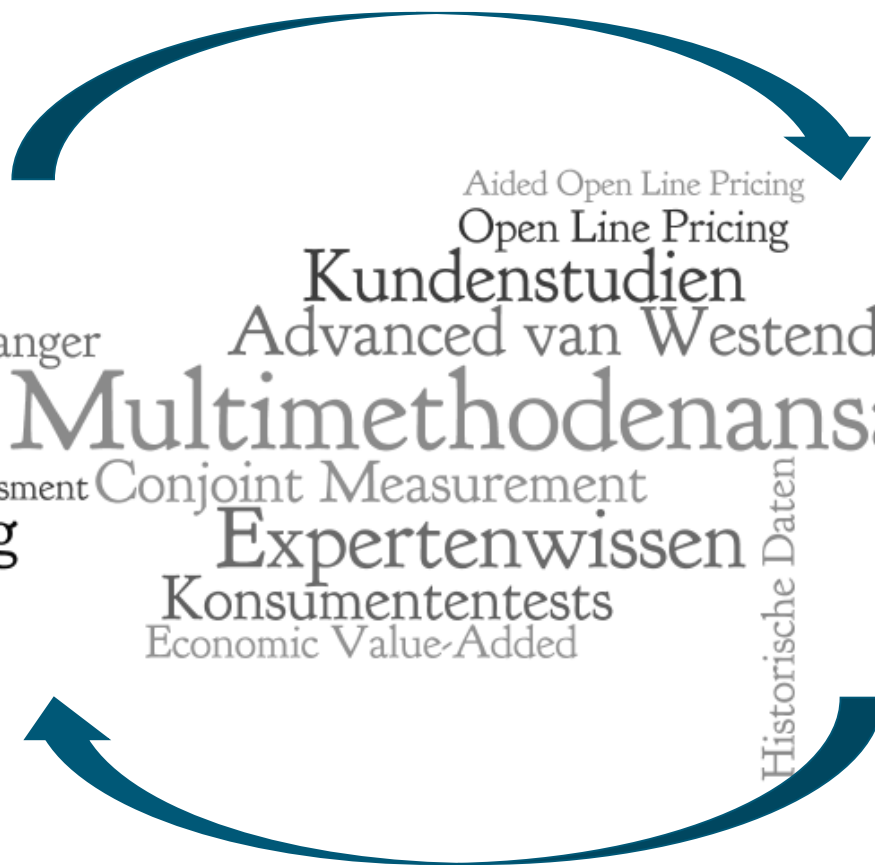 Aided Open Line Pricing
Open Line Pricing
Kundenstudien
anger
Advanced van Westend
Multimethodenansa
sment
Conjoint Measurement
g
Expertenwissen
Konsumententests
Economic Value-Added
Historische Daten